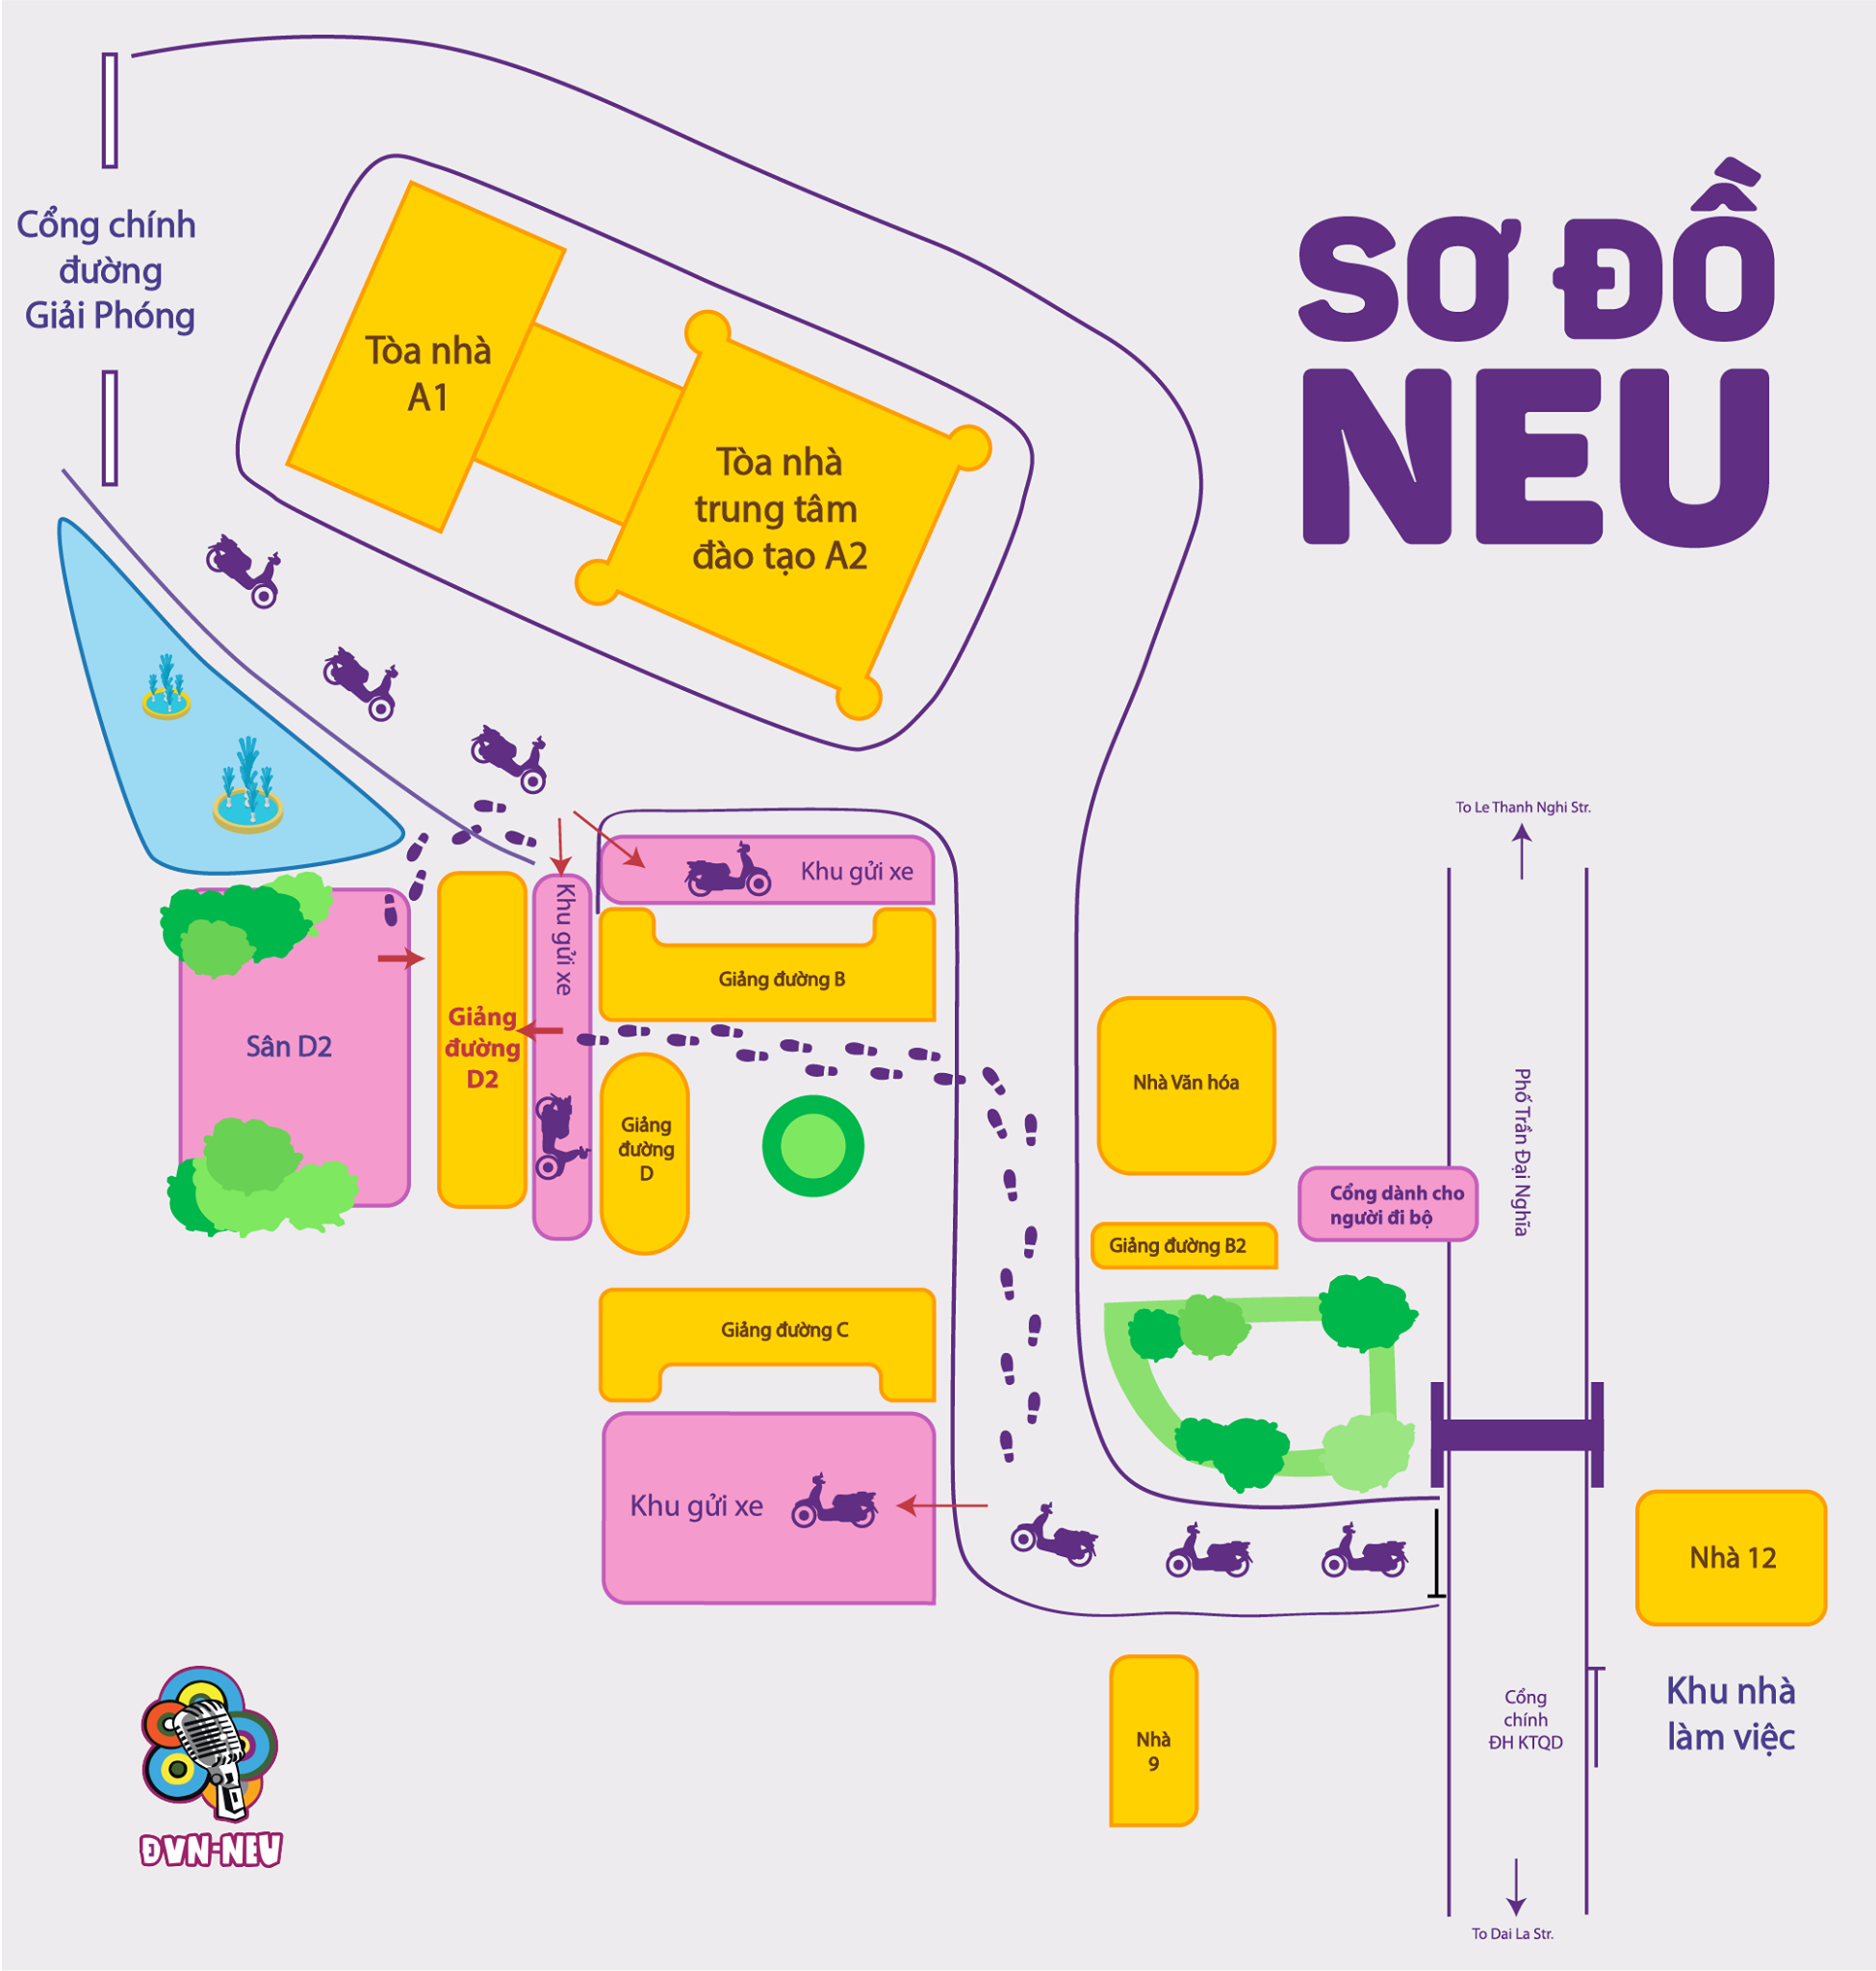 SƠ ĐỒ
NEU
Cổng chính
đường
Giải Phóng
Tòa nhà
A1
Tòa nhà
trung tâm
đào tạo A2
To Le Thanh Nghi Str.
Khu gửi xe
Khu gửi xe
Giảng đường B
Sân D2
Giảng
đường
D2
Nhà Văn hóa
Phố Trần Đại Nghĩa
Giảng
đường
D
Cổng dành cho
người đi bộ
Giảng đường B2
Giảng đường C
Khu gửi xe
Nhà 12
Khu nhà
làm việc
Cổng
chính
ĐH KTQD
Nhà
9
ĐVN-NEU
To Dai La Str.